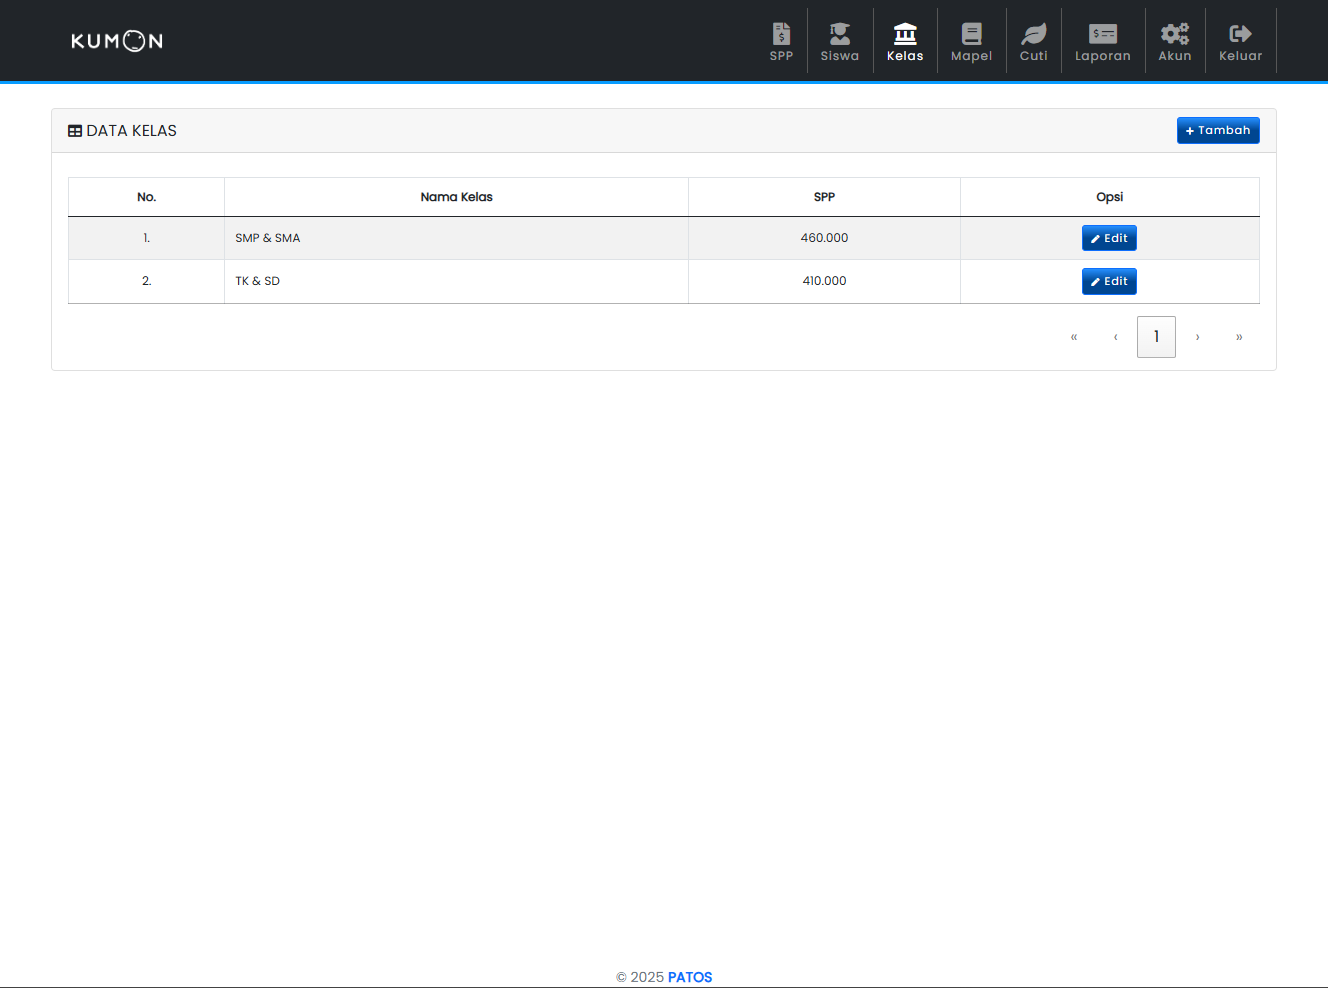 KUMON
SPP Siswa Kelas Mapel Cuti Laporan Akun Keluar
DATA KELAS
+ Tambah
No. Nama Kelas SPP Opsi
1. SMP & SMA 460.000 Edit
2. TK & SD 410.000 Edit
« ‹ 1 › »
© 2025 PATOS